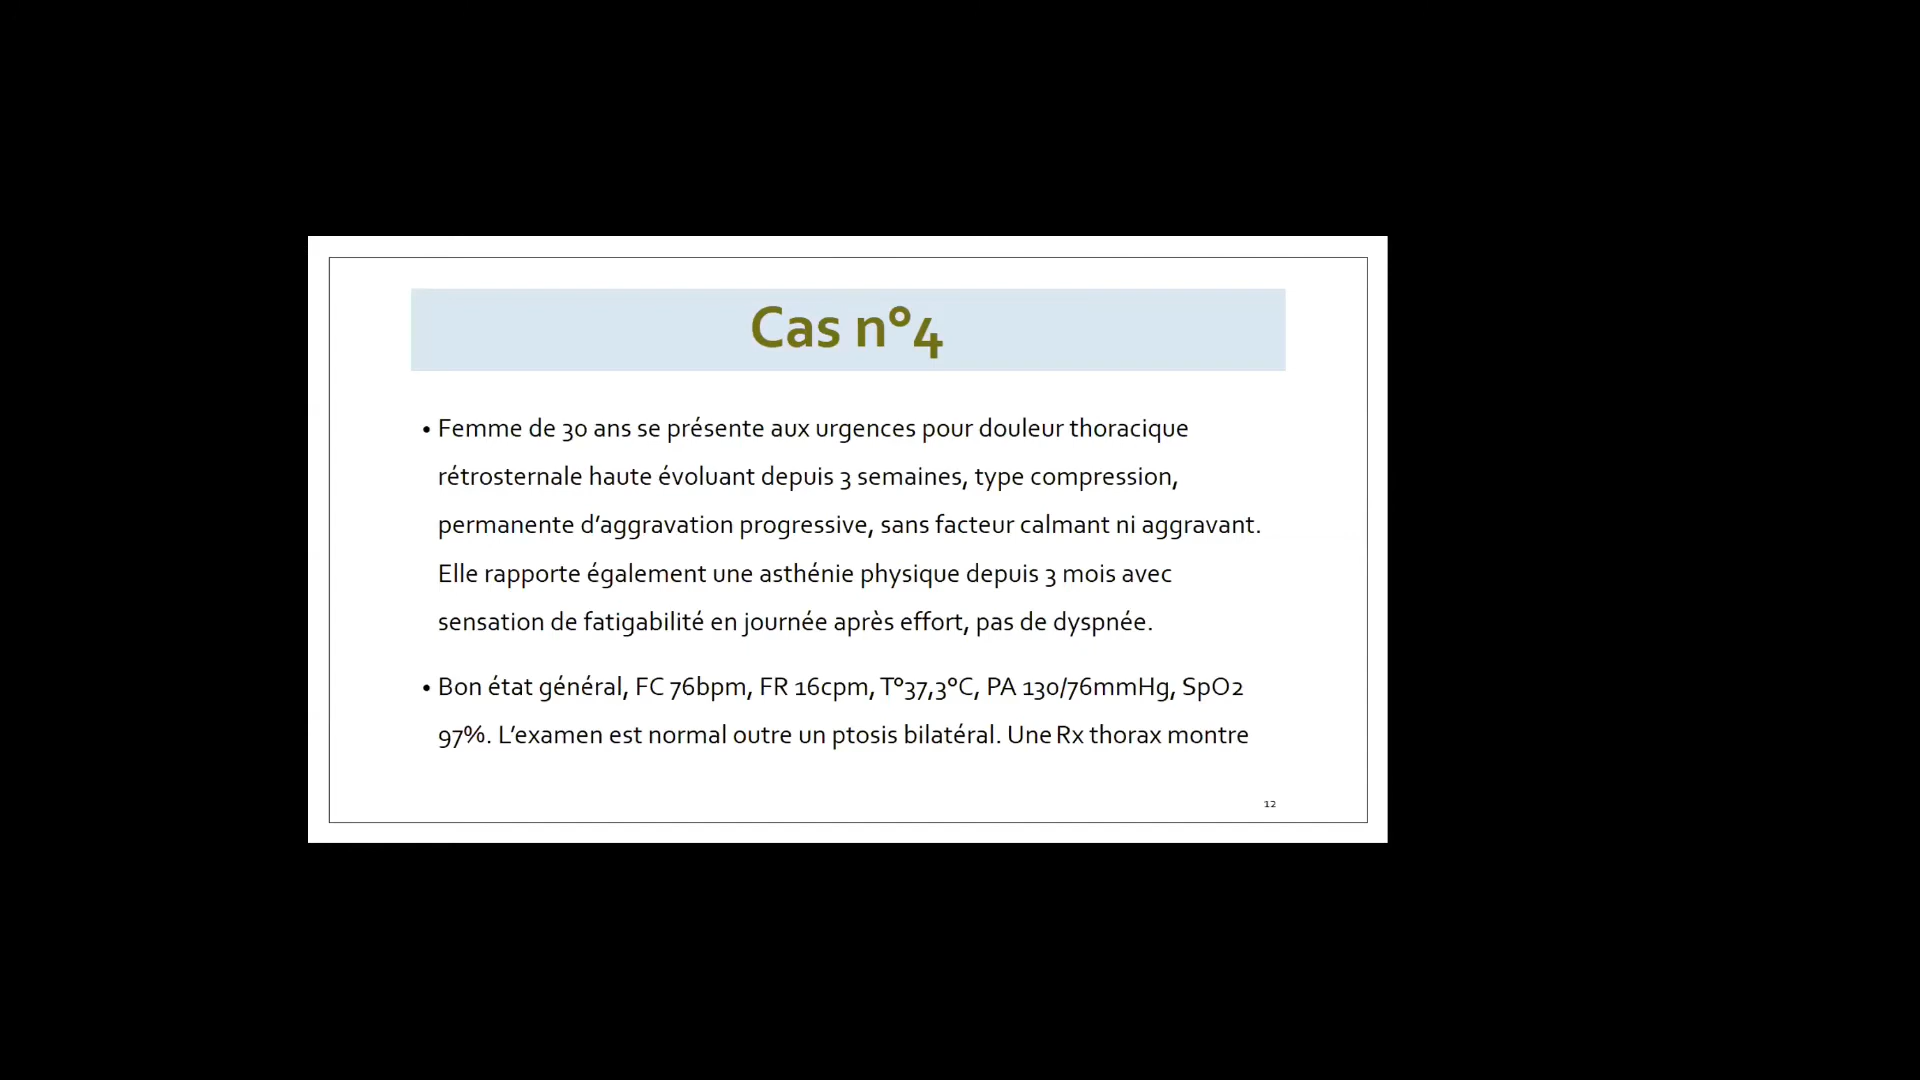 Cas n°4
• Femme de 30 ans se présente aux urgences pour douleur thoracique
rétrosternale haute évoluant depuis 3 semaines, type compression,
permanente d’aggravation progressive, sans facteur calmant ni aggravant.
Elle rapporte également une asthénie physique depuis 3 mois avec
sensation de fatigabilité en journée après effort, pas de dyspnée.
• Bon état général, FC 76bpm, FR 16cpm, T°37,3°C, PA 130/76mmHg, SpO2
97%. L’examen est normal outre un ptosis bilatéral. Une Rx thorax montre
12